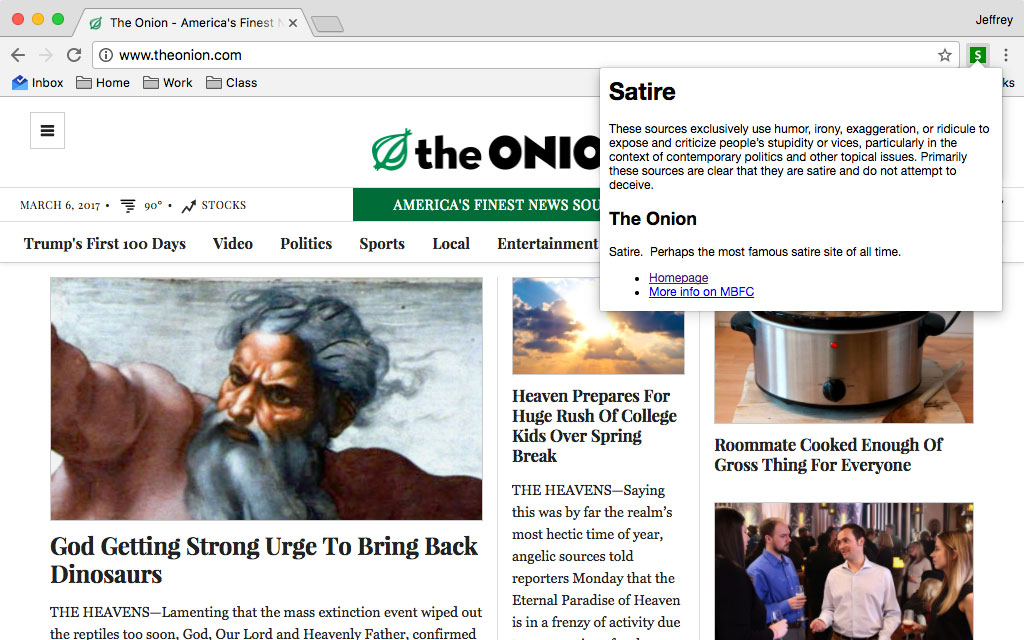 The Onion - America's Finest N
Jeffrey
www.theonion.com
S
Inbox Home Work Class
ks
Satire
These sources exclusively use humor, irony, exaggeration, or ridicule to
expose and criticize people's stupidity or vices, particularly in the
context of contemporary politics and other topical issues. Primarily
these sources are clear that they are satire and do not attempt to
deceive.
The Onion
Satire. Perhaps the most famous satire site of all time.
• Homepage
• More info on MBFC
the ONIO
MARCH 6, 2017 • 90° • STOCKS
AMERICA'S FINEST NEWS SOU
Trump's First 100 Days Video Politics Sports Local Entertainment
God Getting Strong Urge To Bring Back
Dinosaurs
THE HEAVENS—Lamenting that the mass extinction event wiped out
the reptiles too soon, God, Our Lord and Heavenly Father, confirmed
Heaven Prepares For
Huge Rush Of College
Kids Over Spring
Break
THE HEAVENS—Saying
this was by far the realm's
most hectic time of year,
angelic sources told
reporters Monday that the
Eternal Paradise of Heaven
is in a frenzy of activity due
Roommate Cooked Enough Of
Gross Thing For Everyone